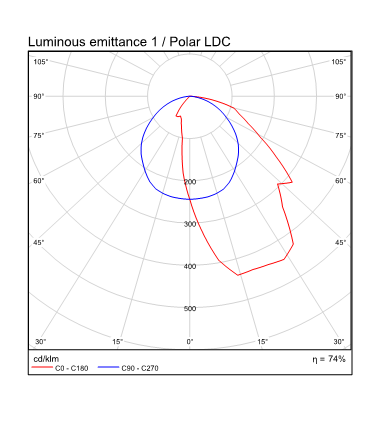 Luminous emittance 1 / Polar LDC
105° 105°
90° 90°
75° 75°
60° 60°
200
300
45° 45°
400
500
30° 15° 0° 15° 30°
cd/klm η = 74%
C0 - C180 C90 - C270